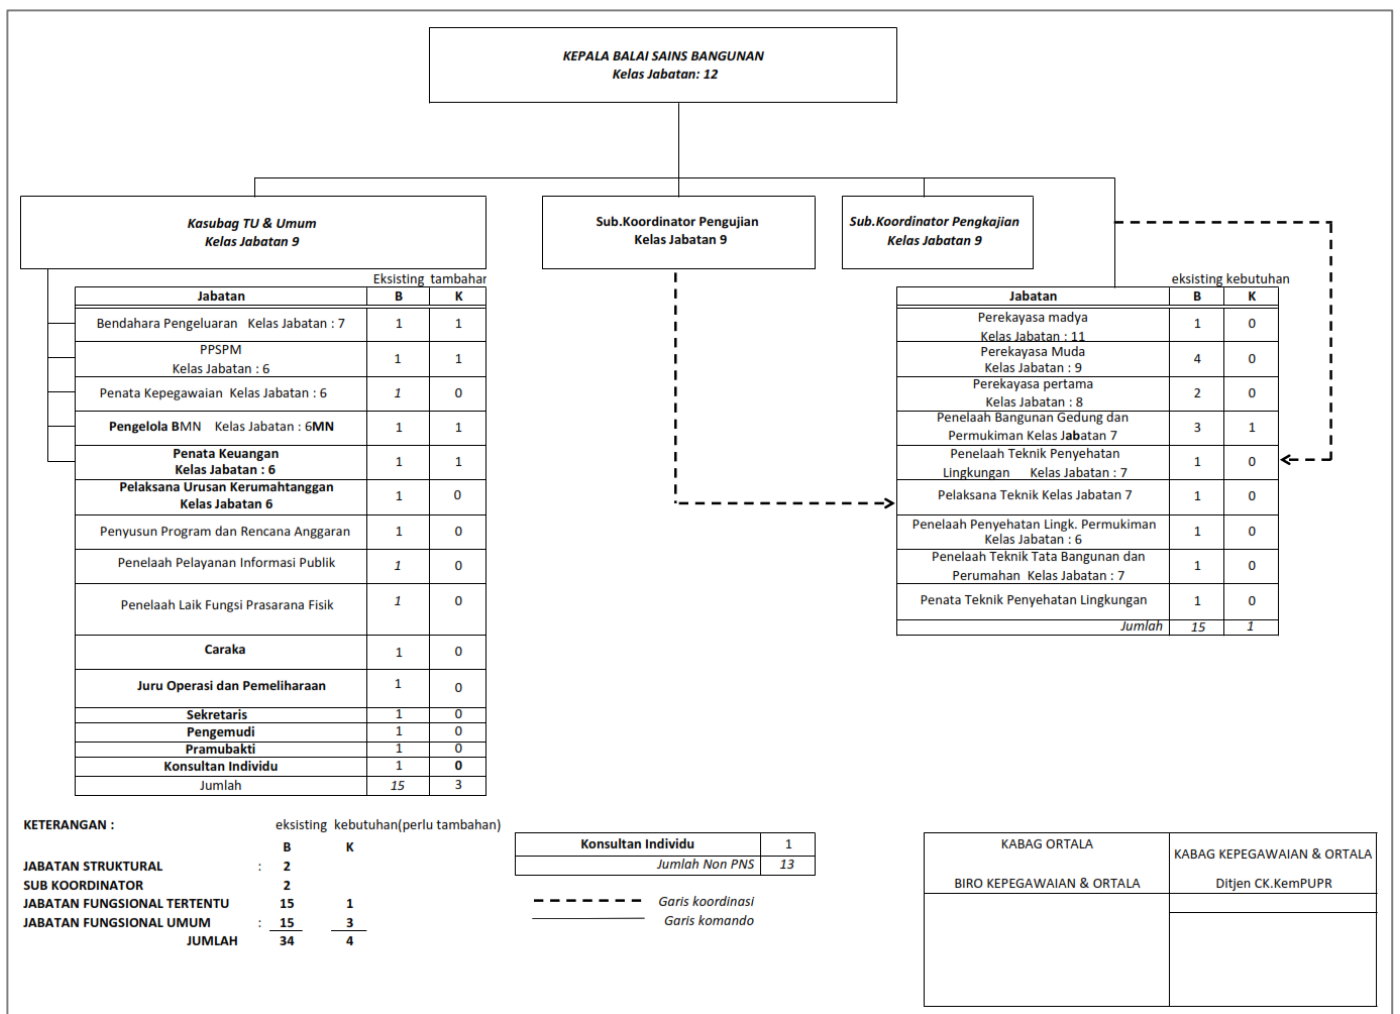 KEPALA BALAI SAINS BANGUNAN
Kelas Jabatan: 12
Kasubag TU & Umum
Kelas Jabatan 9
Sub.Koordinator Pengujian
Kelas Jabatan 9
Sub.Koordinator Pengkajian
Kelas Jabatan 9
Eksisting tambahan
Jabatan B K
Bendahara Pengeluaran Kelas Jabatan : 7 1 1
PPSPM
Kelas Jabatan : 6 1 1
Penata Kepegawaian Kelas Jabatan : 6 1 0
Pengelola BMN Kelas Jabatan : 6MN 1 1
Penata Keuangan
Kelas Jabatan : 6 1 1
Pelaksana Urusan Kerumahtanggan
Kelas Jabatan 6 1 0
Penyusun Program dan Rencana Anggaran 1 0
Penelaah Pelayanan Informasi Publik 1 0
Penelaah Laik Fungsi Prasarana Fisik 1 0
Caraka 1 0
Juru Operasi dan Pemeliharaan 1 0
Sekretaris 1 0
Pengemudi 1 0
Pramubakti 1 0
Konsultan Individu 1 0
Jumlah 15 3
eksisting kebutuhan
Jabatan B K
Perekayasa madya
Kelas Jabatan : 11 1 0
Perekayasa Muda
Kelas Jabatan : 9 4 0
Perekayasa pertama
Kelas Jabatan : 8 2 0
Penelaah Bangunan Gedung dan
Permukiman Kelas Jabatan 7 3 1
Penelaah Teknik Penyehatan
Lingkungan Kelas Jabatan : 7 1 0
Pelaksana Teknik Kelas Jabatan 7 1 0
Penelaah Penyehatan Lingk. Permukiman
Kelas Jabatan : 6 1 0
Penelaah Teknik Tata Bangunan dan
Perumahan Kelas Jabatan : 7 1 0
Penata Teknik Penyehatan Lingkungan 1 0
Jumlah 15 1
KETERANGAN : eksisting kebutuhan(perlu tambahan)
B K
JABATAN STRUKTURAL : 2
SUB KOORDINATOR 2
JABATAN FUNGSIONAL TERTENTU 15 1
JABATAN FUNGSIONAL UMUM : 15 3
JUMLAH 34 4
Konsultan Individu 1
Jumlah Non PNS 13
Garis koordinasi
Garis komando
KABAG ORTALA
BIRO KEPEGAWAIAN & ORTALA
KABAG KEPEGAWAIAN & ORTALA
Ditjen CK.KemPUPR